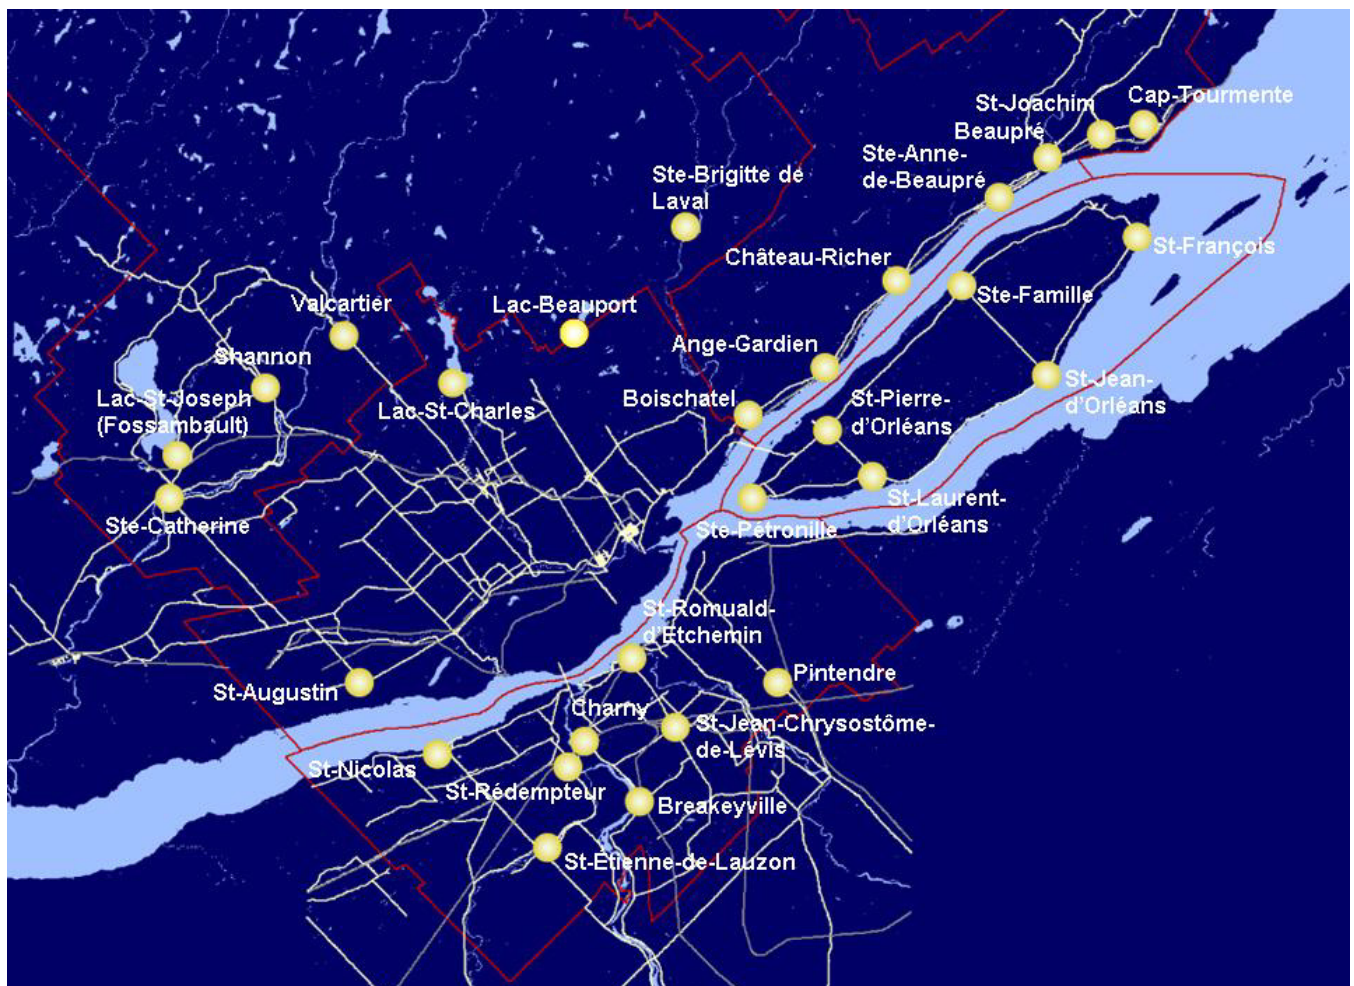 Cap-Tourmente
St-Joachim
Beaupré
Ste-Anne-
de-Beaupré
Ste-Brigitte de
Laval
St-François
Château-Richer
Ste-Famille
Valcartier
Lac-Beauport
Ange-Gardien
Shannon
St-Jean-
d'Orléans
Lac-St-Joseph
(Fossambault)
Lac-St-Charles
Boischatel
St-Pierre-
d'Orléans
Ste-Catherine
St-Laurent-
d'Orléans
Ste-Pétronille
St-Romuald-
d'Etchemin
Pintendre
St-Augustin
Charny
St-Jean-Chrysostôme-
de-Lévis
St-Nicolas
St-Rédempteur
Breakeyville
St-Etienne-de-Lauzon